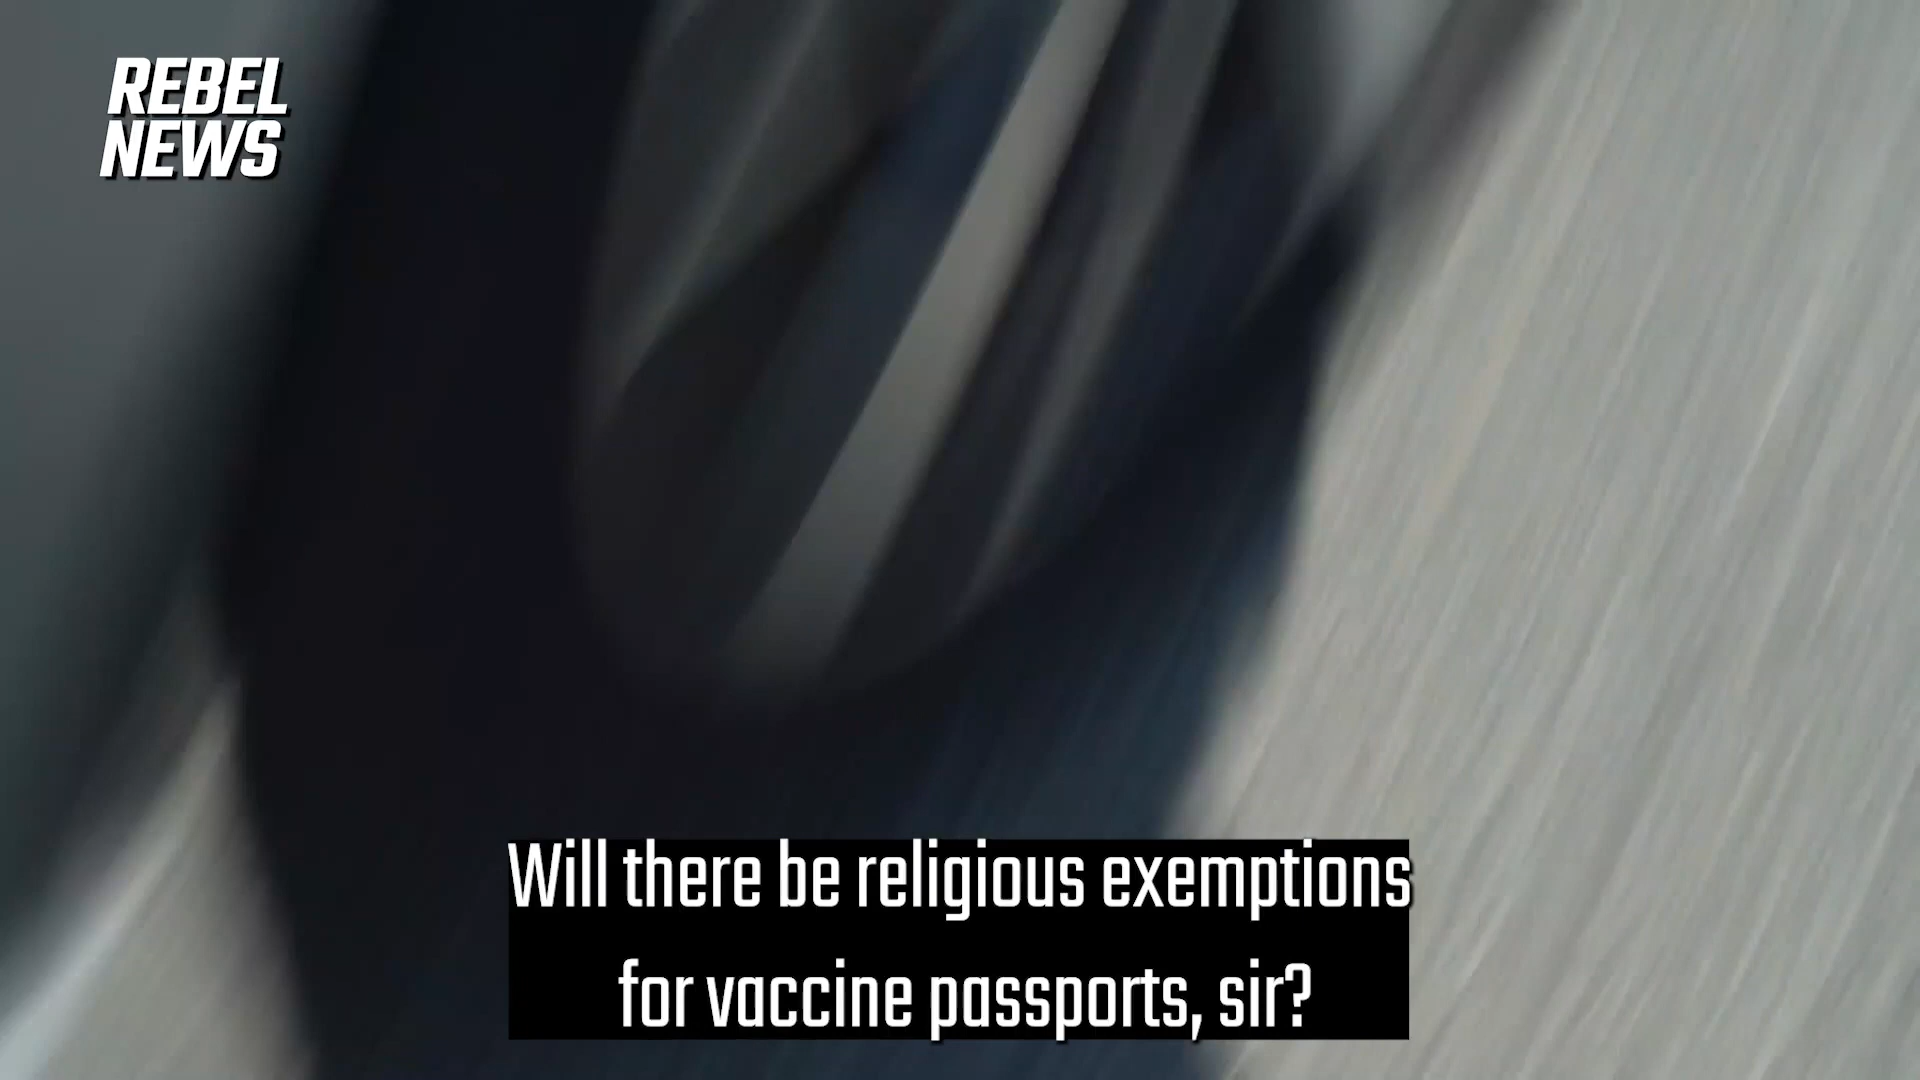 REBEL
NEWS
Will there be religious exemptions
for vaccine passports, sir?